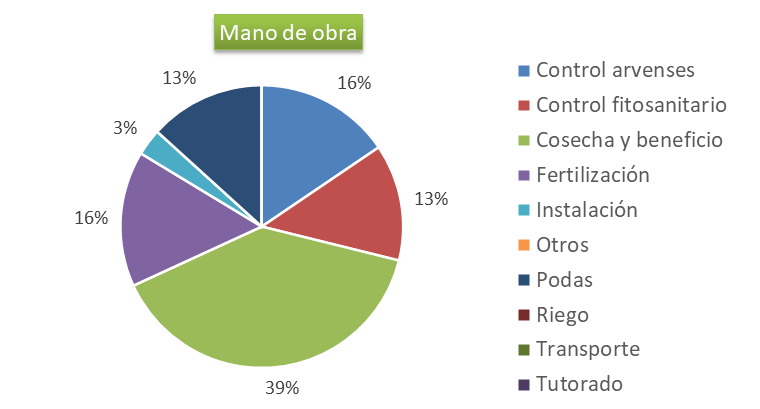 Mano de obra
13%
16%
3%
13%
16%
39%
Control arvenses
Control fitosanitario
Cosecha y beneficio
Fertilización
Instalación
Otros
Podas
Riego
Transporte
Tutorado